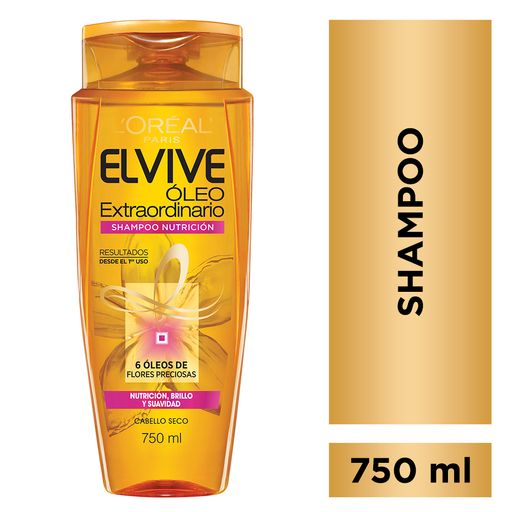 L'ORÉAL
PARIS
ELVIVE
ÓLEO
Extraordinario
SHAMPOO NUTRICIÓN
RESULTADOS
DESDE EL 1er USO
6 ÓLEOS DE
FLORES PRECIOSAS
NUTRICIÓN, BRILLO
Y SUAVIDAD
CABELLO SECO
750 ml
SHAMPOO
750 ml